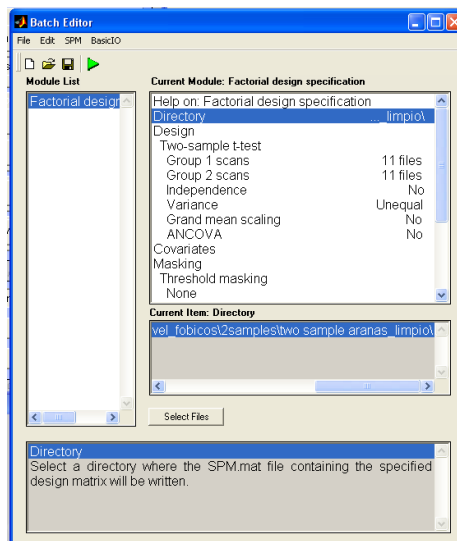 Batch Editor
File Edit SPM BasicIO
Module List
Factorial design
Current Module: Factorial design specification
Help on: Factorial design specification
Directory ..._limpio\
Design
Two-sample t-test
Group 1 scans 11 files
Group 2 scans 11 files
Independence No
Variance Unequal
Grand mean scaling No
ANCOVA No
Covariates
Masking
Threshold masking
None
Current Item: Directory
vel_fobicos\2samples\two sample aranas_limpio\
Select Files
Directory
Select a directory where the SPM.mat file containing the specified
design matrix will be written.